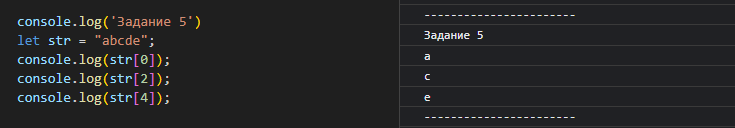 console.log('Задание 5')
let str = "abcde";
console.log(str[0]);
console.log(str[2]);
console.log(str[4]);
------------------------
Задание 5
a
c
e
------------------------